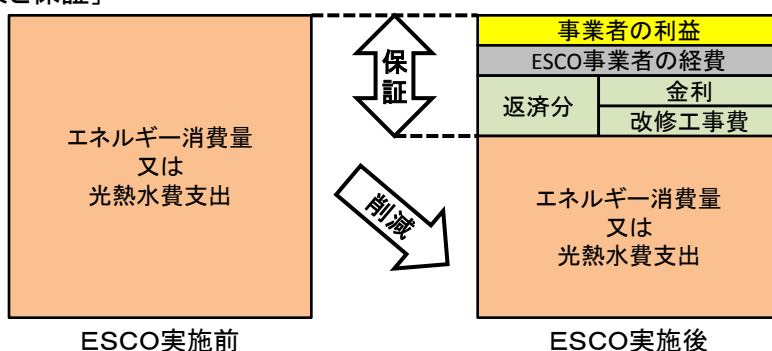 保証」
エネルギー消費量
又は
光熱水費支出
ESCO実施前
保
証
削減
事業者の利益
ESCO事業者の経費
返済分
金利
改修工事費
エネルギー消費量
又は
光熱水費支出
ESCO実施後